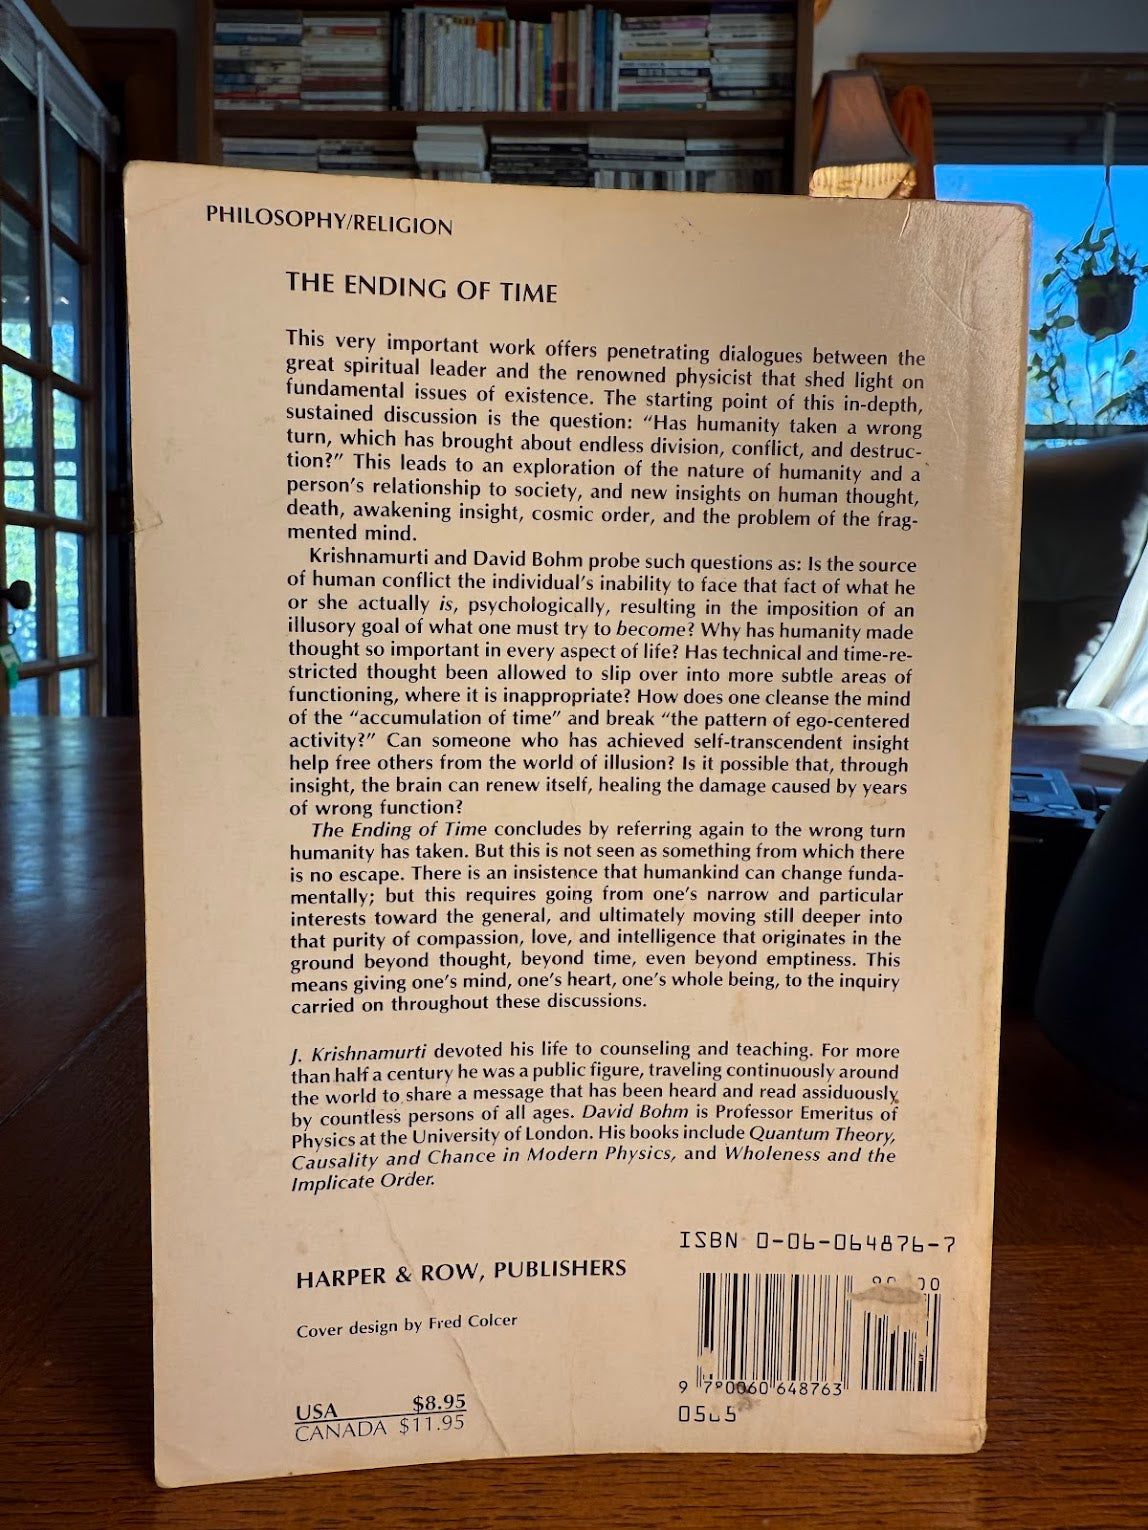 PHILOSOPHY/RELIGION
THE ENDING OF TIME
This very important work offers penetrating dialogues between the
great spiritual leader and the renowned physicist that shed light on
fundamental issues of existence. The starting point of this in-depth,
sustained discussion is the question: “Has humanity taken a wrong
turn, which has brought about endless division, conflict, and destruc-
tion?” This leads to an exploration of the nature of humanity and a
person’s relationship to society, and new insights on human thought,
death, awakening insight, cosmic order, and the problem of the frag-
mented mind.
Krishnamurti and David Bohm probe such questions as: Is the source
of human conflict the individual’s inability to face that fact of what he
or she actually is, psychologically, resulting in the imposition of an
illusory goal of what one must try to become? Why has humanity made
thought so important in every aspect of life? Has technical and time-re-
stricted thought been allowed to slip over into more subtle areas of
functioning, where it is inappropriate? How does one cleanse the mind
of the “accumulation of time” and break “the pattern of ego-centered
activity?” Can someone who has achieved self-transcendent insight
help free others from the world of illusion? Is it possible that, through
insight, the brain can renew itself, healing the damage caused by years
of wrong function?
The Ending of Time concludes by referring again to the wrong turn
humanity has taken. But this is not seen as something from which there
is no escape. There is an insistence that humankind can change funda-
mentally; but this requires going from one’s narrow and particular
interests toward the general, and ultimately moving still deeper into
that purity of compassion, love, and intelligence that originates in the
ground beyond thought, beyond time, even beyond emptiness. This
means giving one’s mind, one’s heart, one’s whole being, to the inquiry
carried on throughout these discussions.
J. Krishnamurti devoted his life to counseling and teaching. For more
than half a century he was a public figure, traveling continuously around
the world to share a message that has been heard and read assiduously
by countless persons of all ages. David Bohm is Professor Emeritus of
Physics at the University of London. His books include Quantum Theory,
Causality and Chance in Modern Physics, and Wholeness and the
Implicate Order.
ISBN 0-06-064876-7
HARPER & ROW, PUBLISHERS
Cover design by Fred Colcer
9 780060 648763
USA $8.95
CANADA $11.95